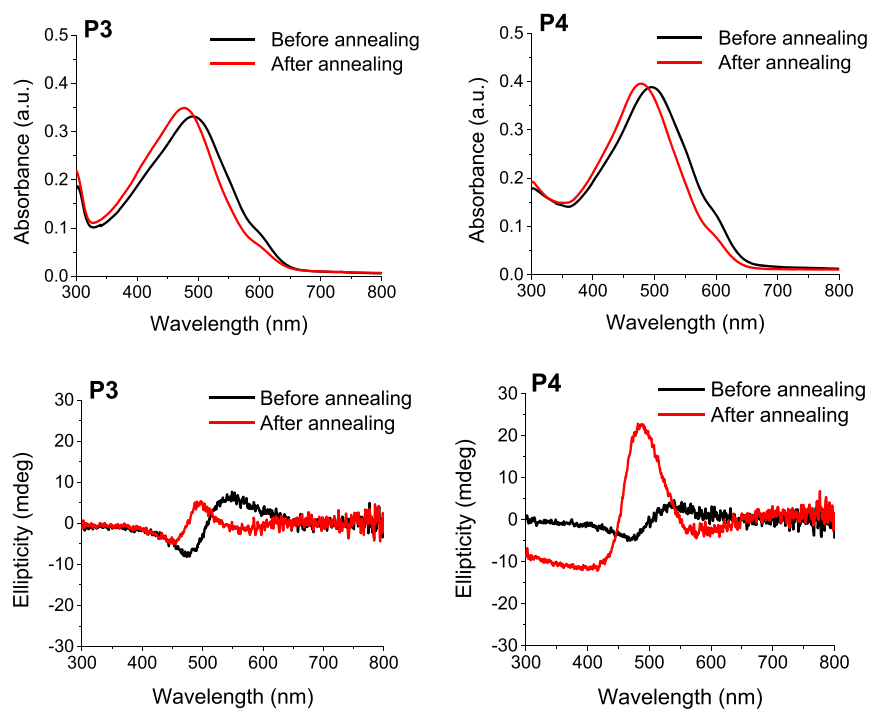 P3
Before annealing
After annealing
0.5
0.4
0.3
0.2
0.1
0.0
Absorbance (a.u.)
300 400 500 600 700 800
Wavelength (nm)
P4
Before annealing
After annealing
0.5
0.4
0.3
0.2
0.1
0.0
Absorbance (a.u.)
300 400 500 600 700 800
Wavelength (nm)
P3
Before annealing
After annealing
30
20
10
0
-10
-20
-30
Ellipticity (mdeg)
300 400 500 600 700 800
Wavelength (nm)
P4
Before annealing
After annealing
30
20
10
0
-10
-20
-30
Ellipticity (mdeg)
300 400 500 600 700 800
Wavelength (nm)